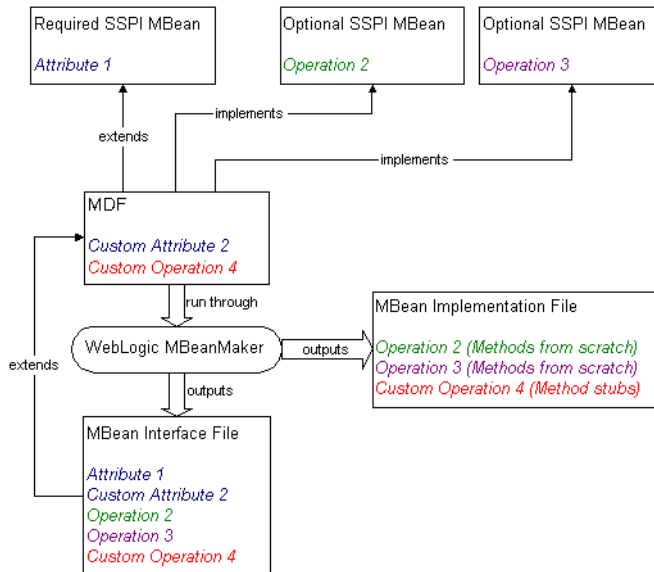 Required SSPI MBean
Attribute 1
Optional SSPI MBean
Operation 2
Optional SSPI MBean
Operation 3
implements
extends
implements
MDF
Custom Attribute 2
Custom Operation 4
run through
WebLogic MBeanMaker
outputs
MBean Implementation File
Operation 2 (Methods from scratch)
Operation 3 (Methods from scratch)
Custom Operation 4 (Method stubs)
extends
outputs
MBean Interface File
Attribute 1
Custom Attribute 2
Operation 2
Operation 3
Custom Operation 4